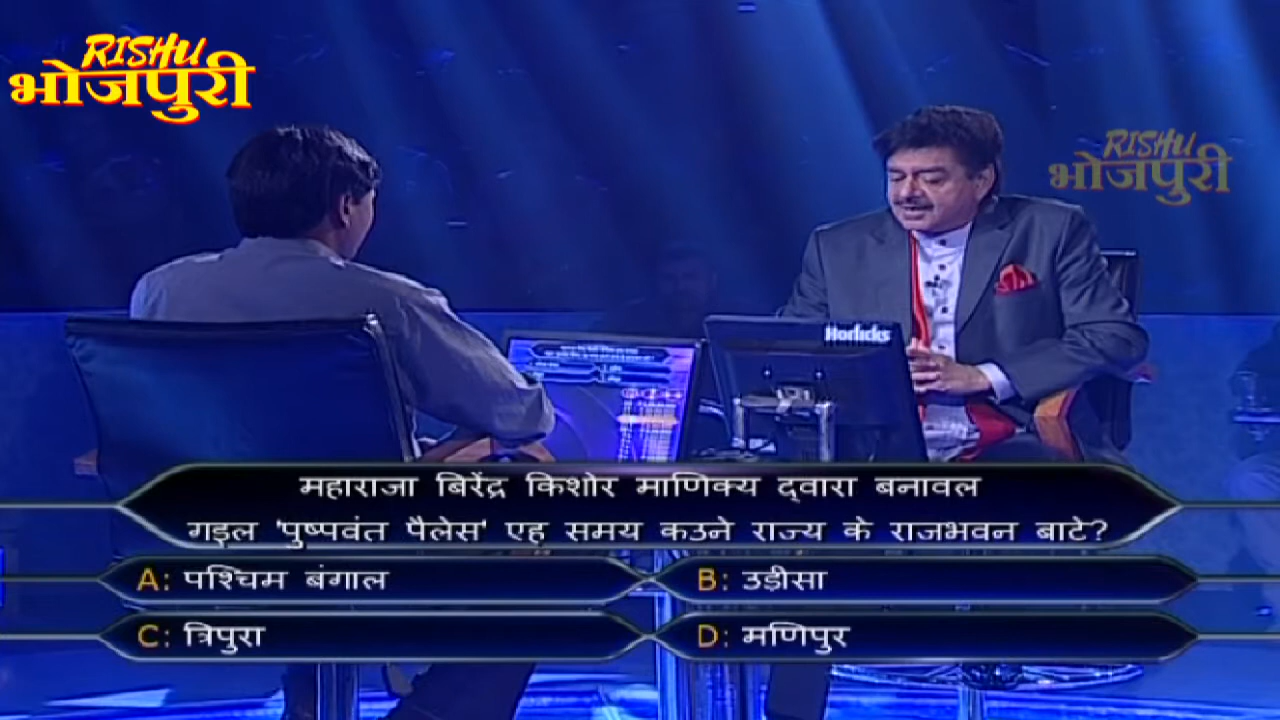 RISHU
भोजपुरी
RISHU
भोजपुरी
Horlicks
महाराजा बिरेंद्र किशोर माणिक्य द्वारा बनावल
गइल 'पुष्पवंत पैलेस' एह समय कउने राज्य के राजभवन बाटे?
A: पश्चिम बंगाल
B: उड़ीसा
C: त्रिपुरा
D: मणिपुर